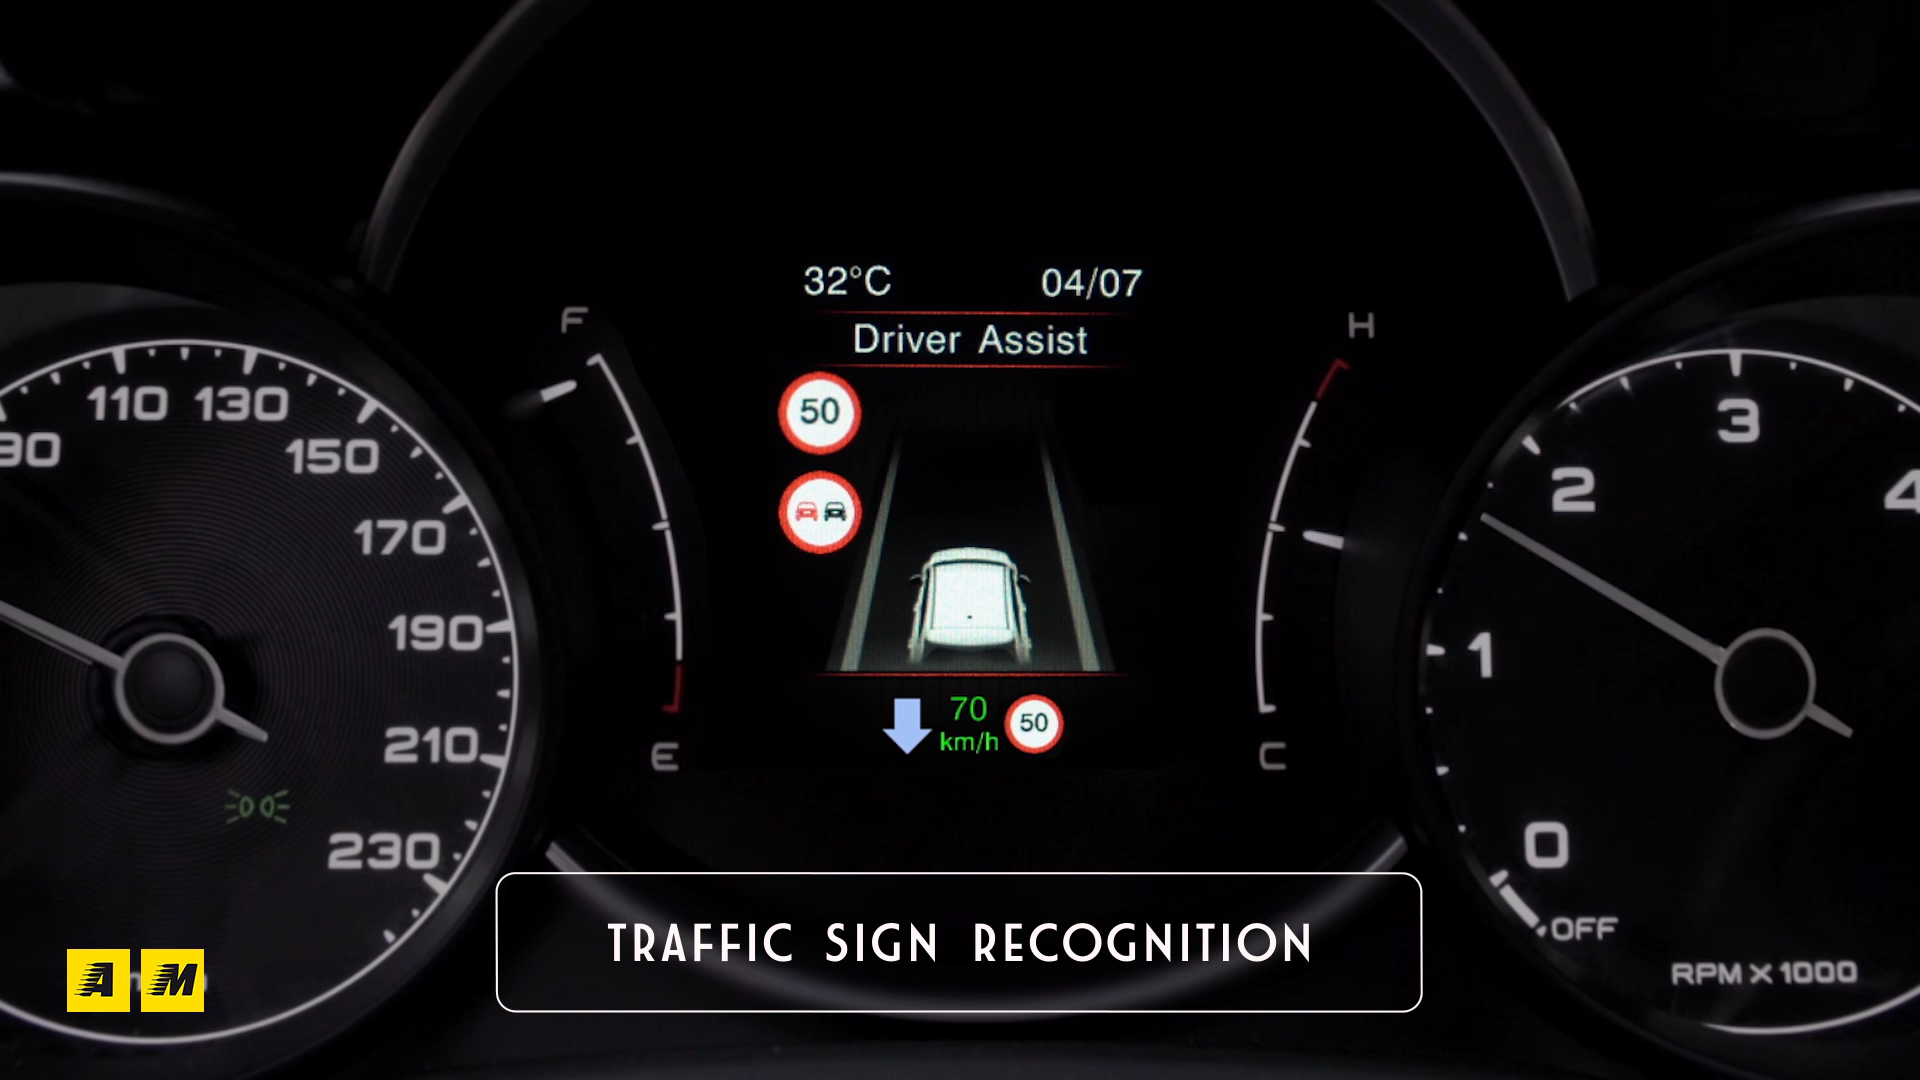 32°C 04/07
Driver Assist
50
70
km/h
50
F
E
H
C
110 130
150
170
190
210
230
0
1
2
3
4
OFF
RPM X 1000
TRAFFIC SIGN RECOGNITION
A M